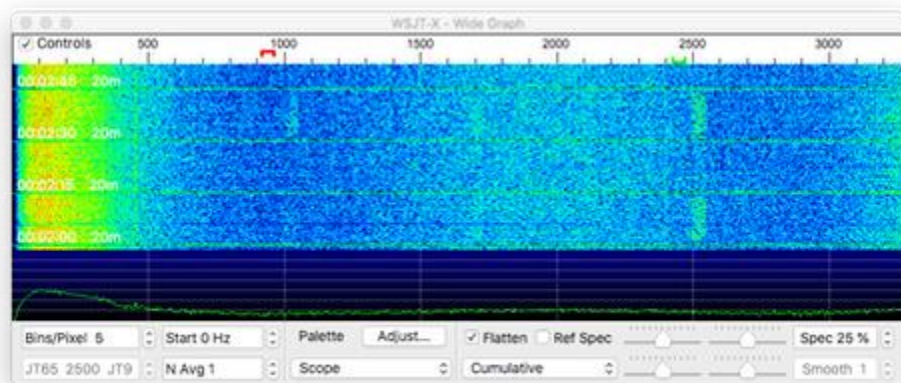 WSJT-X - Wide Graph
Controls 500 1000 1500 2000 2500 3000
00:02:45 20m
00:02:30 20m
00:02:15 20m
00:02:00 20m
Bins/Pixel 5 Start 0 Hz Palette Adjust... Flatten Ref Spec Spec 25 %
JT65 2500 JT9 N Avg 1 Scope Cumulative Smooth 1